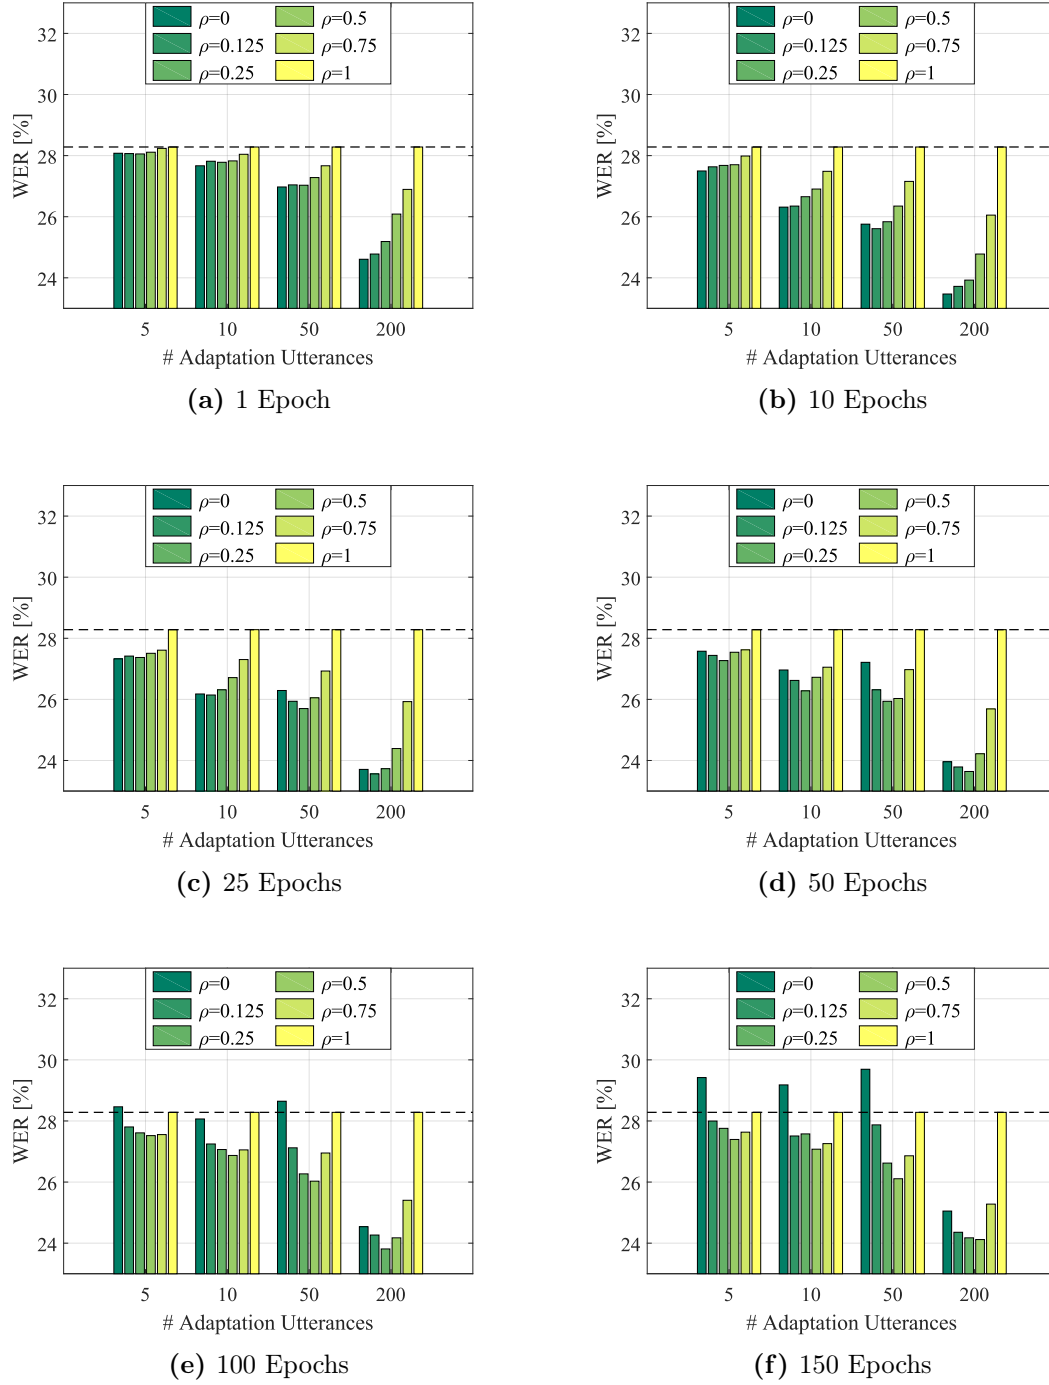 WER [%]
32
30
28
26
24
ρ=0 ρ=0.5
ρ=0.125 ρ=0.75
ρ=0.25 ρ=1
5 10 50 200
# Adaptation Utterances
(a) 1 Epoch
WER [%]
32
30
28
26
24
ρ=0 ρ=0.5
ρ=0.125 ρ=0.75
ρ=0.25 ρ=1
5 10 50 200
# Adaptation Utterances
(b) 10 Epochs
WER [%]
32
30
28
26
24
ρ=0 ρ=0.5
ρ=0.125 ρ=0.75
ρ=0.25 ρ=1
5 10 50 200
# Adaptation Utterances
(c) 25 Epochs
WER [%]
32
30
28
26
24
ρ=0 ρ=0.5
ρ=0.125 ρ=0.75
ρ=0.25 ρ=1
5 10 50 200
# Adaptation Utterances
(d) 50 Epochs
WER [%]
32
30
28
26
24
ρ=0 ρ=0.5
ρ=0.125 ρ=0.75
ρ=0.25 ρ=1
5 10 50 200
# Adaptation Utterances
(e) 100 Epochs
WER [%]
32
30
28
26
24
ρ=0 ρ=0.5
ρ=0.125 ρ=0.75
ρ=0.25 ρ=1
5 10 50 200
# Adaptation Utterances
(f) 150 Epochs